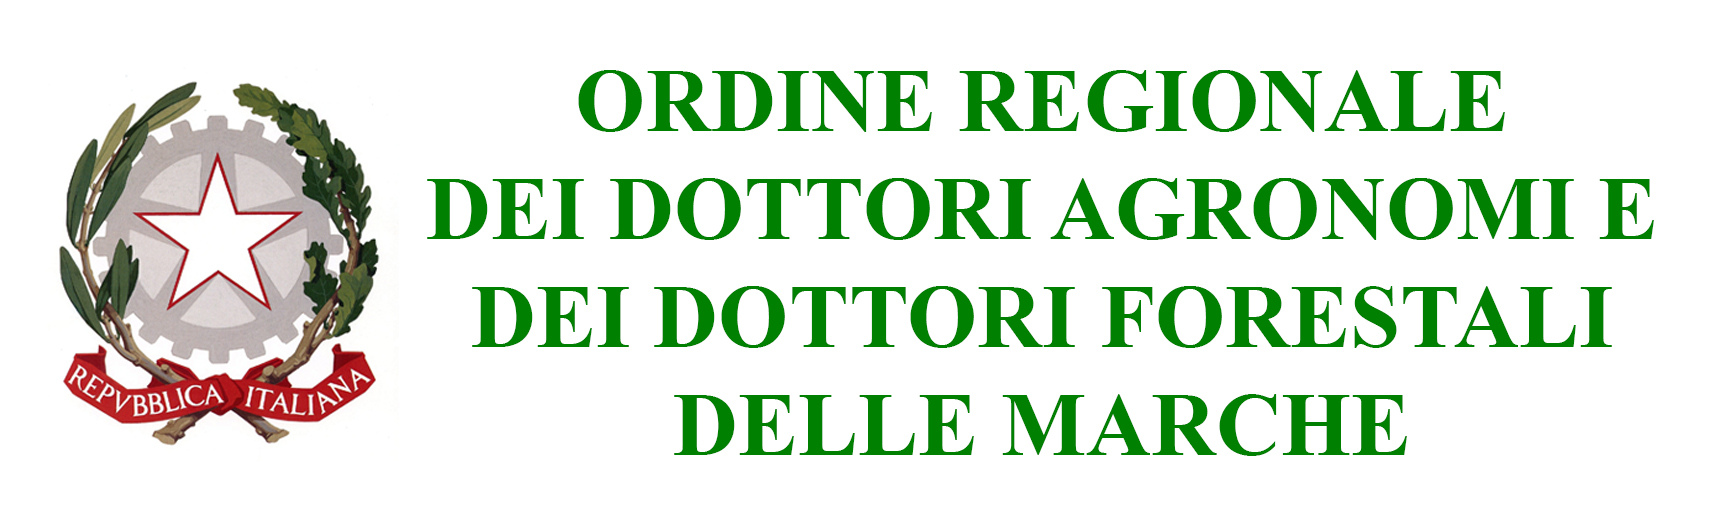 ORDINE REGIONALE
DEI DOTTORI AGRONOMI E
DEI DOTTORI FORESTALI
DELLE MARCHE
REPVBBLICA ITALIANA